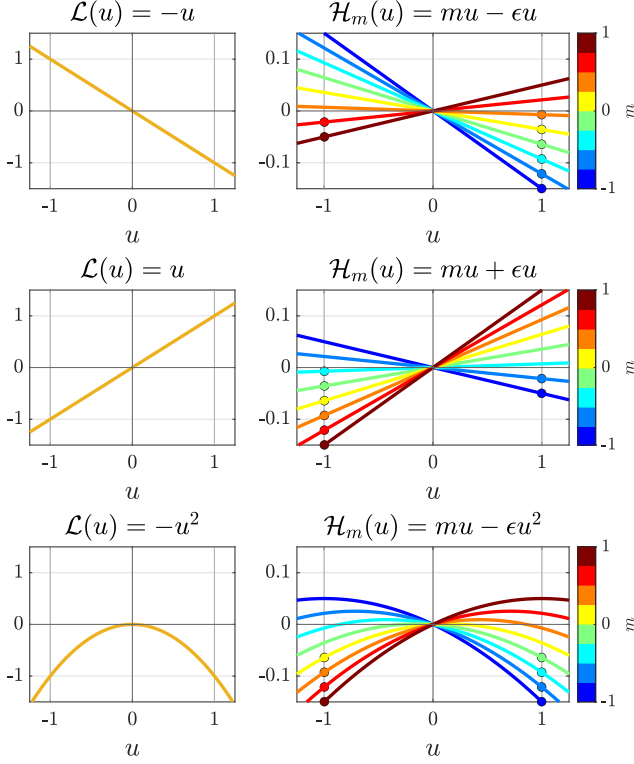 ℒ(u) = −u
ℋₘ(u) = mu − ϵu
1
0
-1
-1 0 1
u
0.1
0
-0.1
-1 0 1
u
1
0
-1
m
ℒ(u) = u
ℋₘ(u) = mu + ϵu
1
0
-1
-1 0 1
u
0.1
0
-0.1
-1 0 1
u
1
0
-1
m
ℒ(u) = −u²
ℋₘ(u) = mu − ϵu²
1
0
-1
-1 0 1
u
0.1
0
-0.1
-1 0 1
u
1
0
-1
m